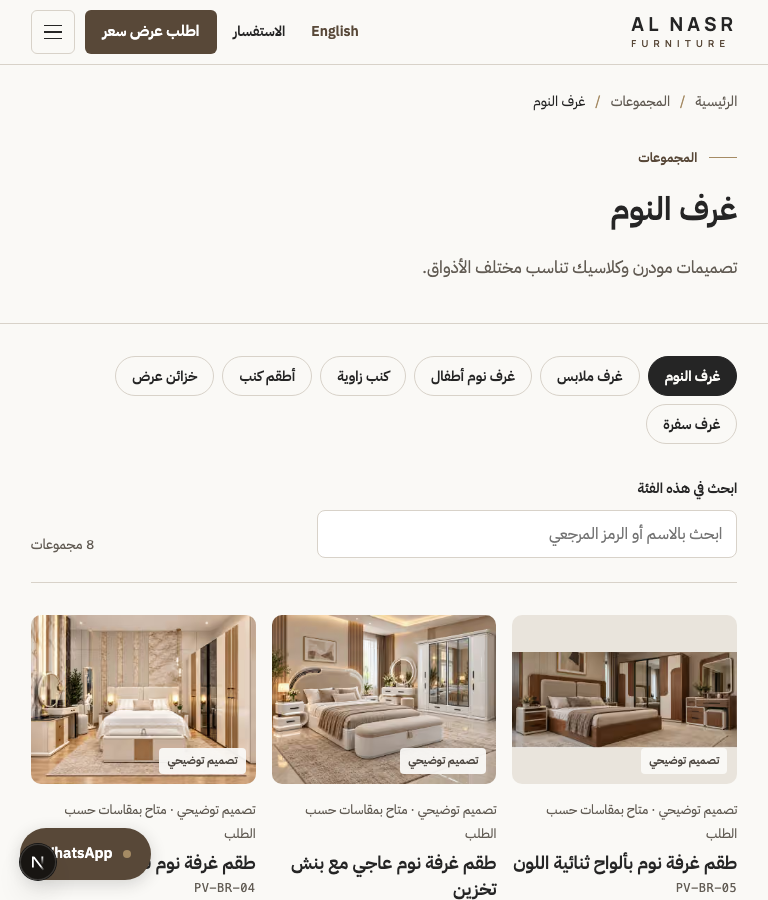 AL NASR
FURNITURE
English
الاستفسار
اطلب عرض سعر
الرئيسية / المجموعات / غرف النوم
المجموعات
غرف النوم
تصميمات مودرن وكلاسيك تناسب مختلف الأذواق.
غرف النوم
غرف ملابس
غرف نوم أطفال
كنب زاوية
أطقم كنب
خزائن عرض
غرف سفرة
ابحث في هذه الفئة
ابحث بالاسم أو الرمز المرجعي
8 مجموعات
تصميم توضيحي
تصميم توضيحي · متاح بمقاسات حسب
الطلب
طقم غرفة نوم بألواح ثنائية اللون
PV-BR-05
تصميم توضيحي
تصميم توضيحي · متاح بمقاسات حسب
الطلب
طقم غرفة نوم عاجي مع بنش
تخزين
تصميم توضيحي
تصميم توضيحي · متاح بمقاسات حسب
الطلب
طقم غرفة نوم
PV-BR-04
hatsApp
N